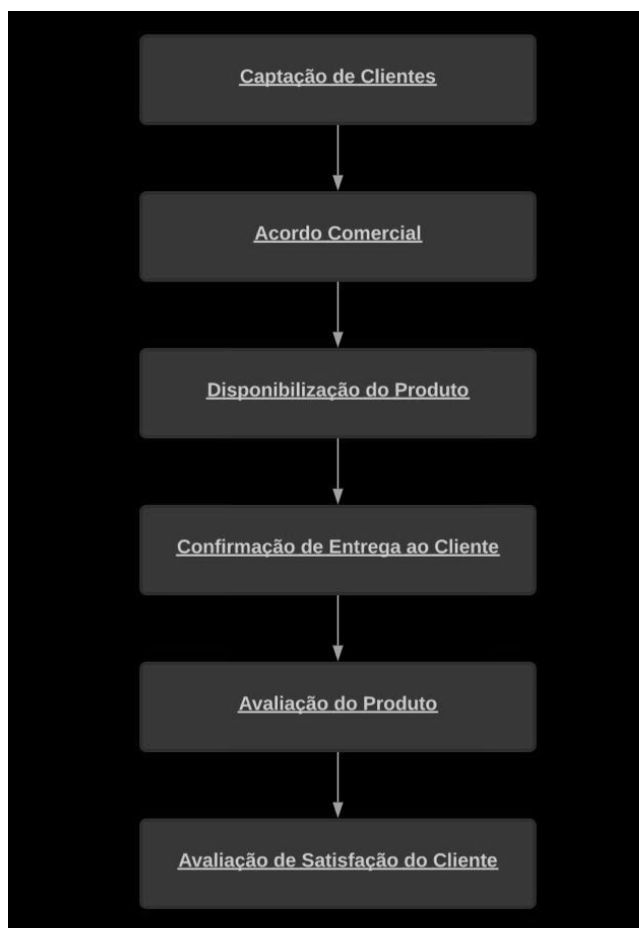 Captação de Clientes
Acordo Comercial
Disponibilização do Produto
Confirmação de Entrega ao Cliente
Avaliação do Produto
Avaliação de Satisfação do Cliente